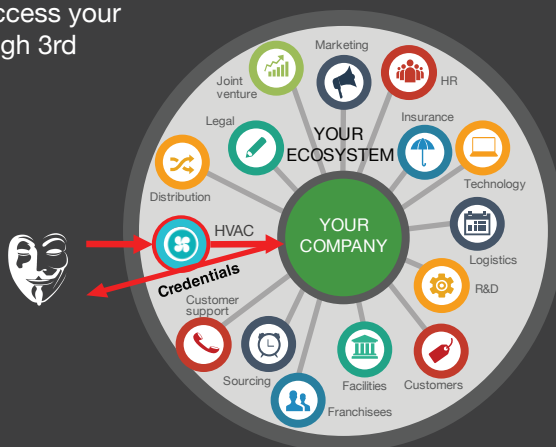 ccess your
gh 3rd
Marketing
Joint
venture
HR
Legal
Insurance
YOUR
ECOSYSTEM
Technology
Distribution
HVAC
YOUR
COMPANY
Logistics
Credentials
R&D
Customer
support
Sourcing
Facilities
Customers
Franchisees